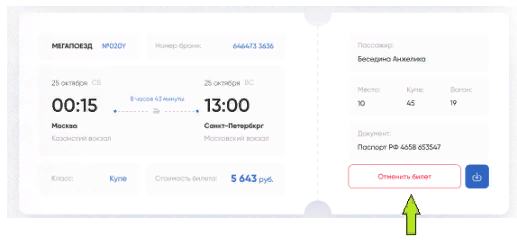 МЕГАПОЕЗД №020У
Номер брони: 646473 3636
25 октября СБ
25 октября ВС
00:15
8 часов 43 минуты
13:00
Москва
Санкт-Петербург
Казанский вокзал
Московский вокзал
Класс: Купе
Стоимость билета: 5 643 руб.
Пассажир:
Беседина Анжелика
Место: Купе: Вагон:
10 45 19
Документ:
Паспорт РФ 4658 653547
Отменить билет